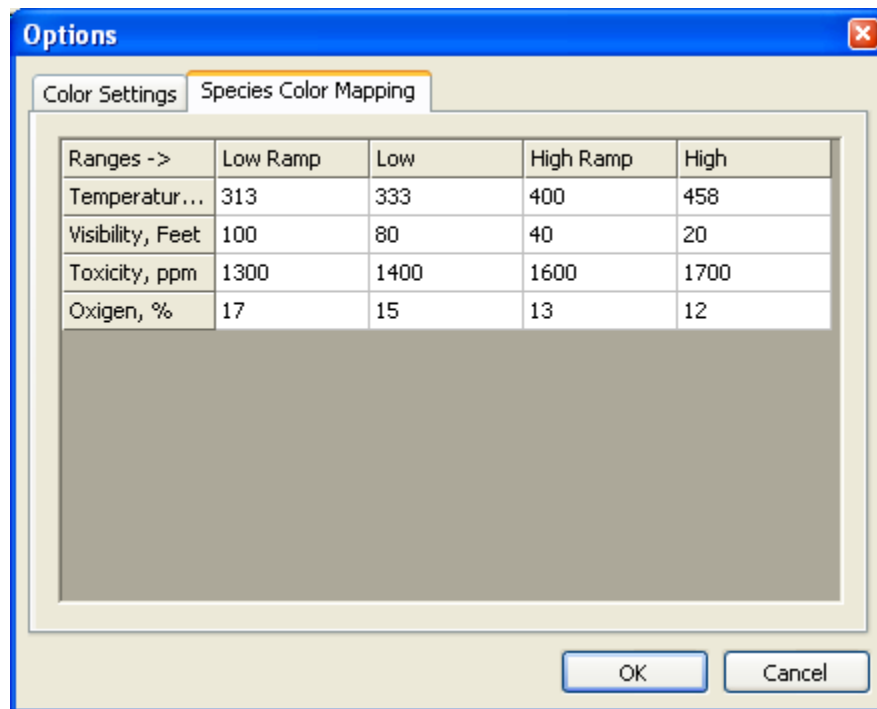 Options
Color Settings Species Color Mapping
Ranges -> Low Ramp Low High Ramp High
Temperatur... 313 333 400 458
Visibility, Feet 100 80 40 20
Toxicity, ppm 1300 1400 1600 1700
Oxigen, % 17 15 13 12
OK Cancel